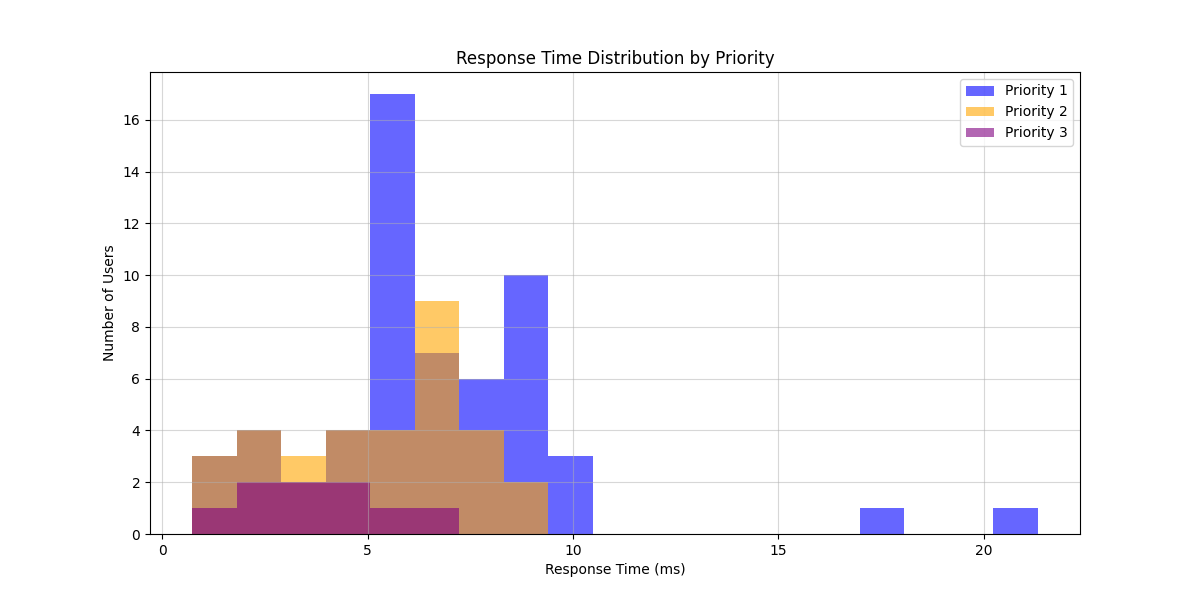 Response Time Distribution by Priority
Priority 1
Priority 2
Priority 3
16
14
12
10
8
6
4
2
0
Number of Users
0 5 10 15 20
Response Time (ms)